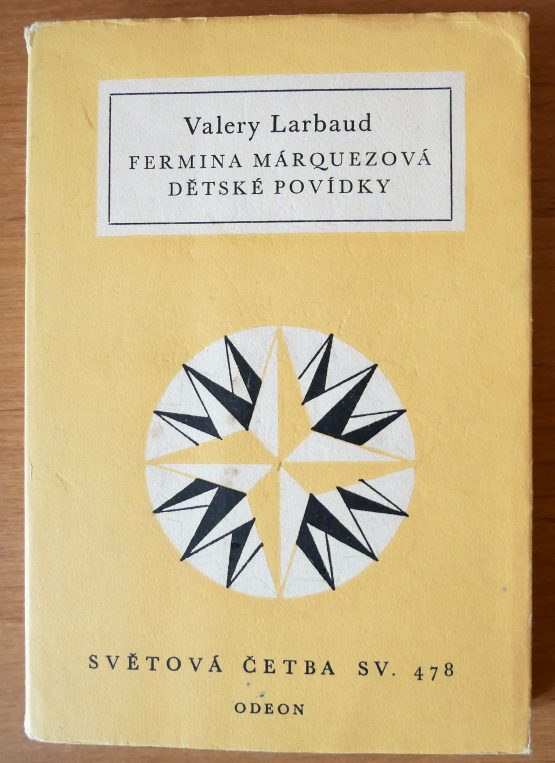 Valery Larbaud
FERMINA MÁRQUEZOVÁ
DĚTSKÉ POVÍDKY
SVĚTOVÁ ČETBA SV. 478
ODEON